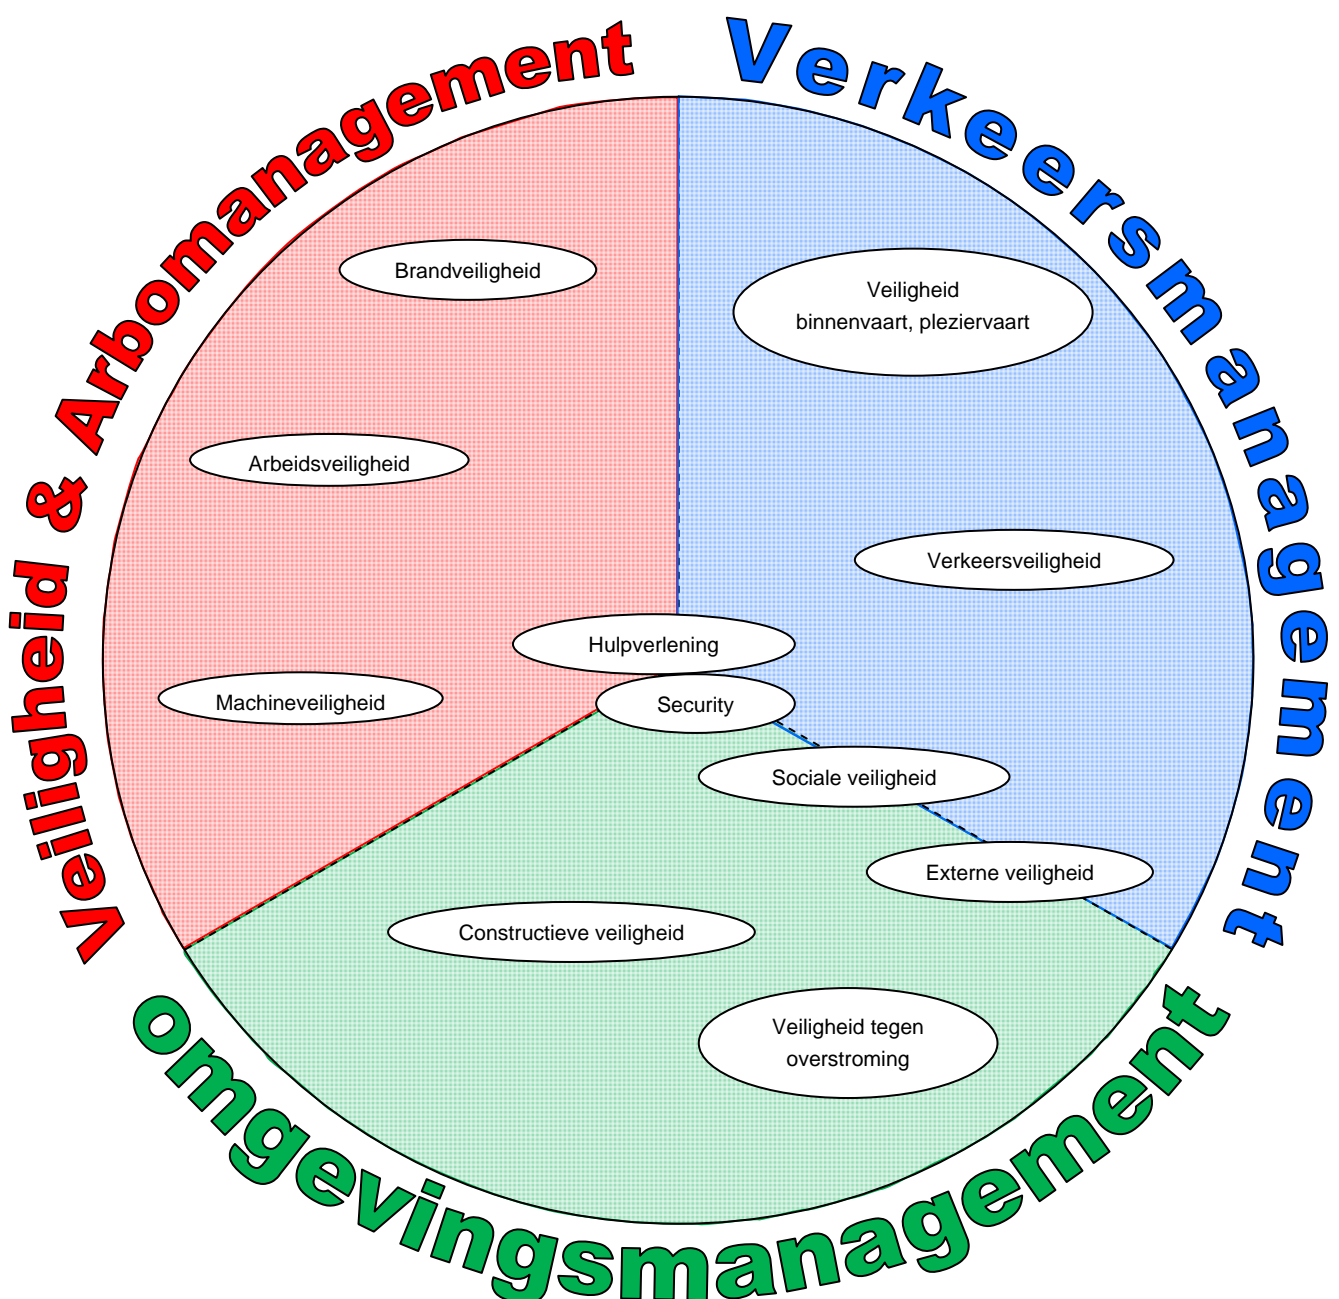 Veiligheid & Arbomanagement
Verkeersmanagement
Brandveiligheid
Veiligheid
binnenvaart, pleziervaart
Arbeidsveiligheid
Verkeersveiligheid
Hulpverlening
Machineveiligheid
Security
Sociale veiligheid
Externe veiligheid
Constructieve veiligheid
Veiligheid tegen
overstroming
omgevingsmanagement